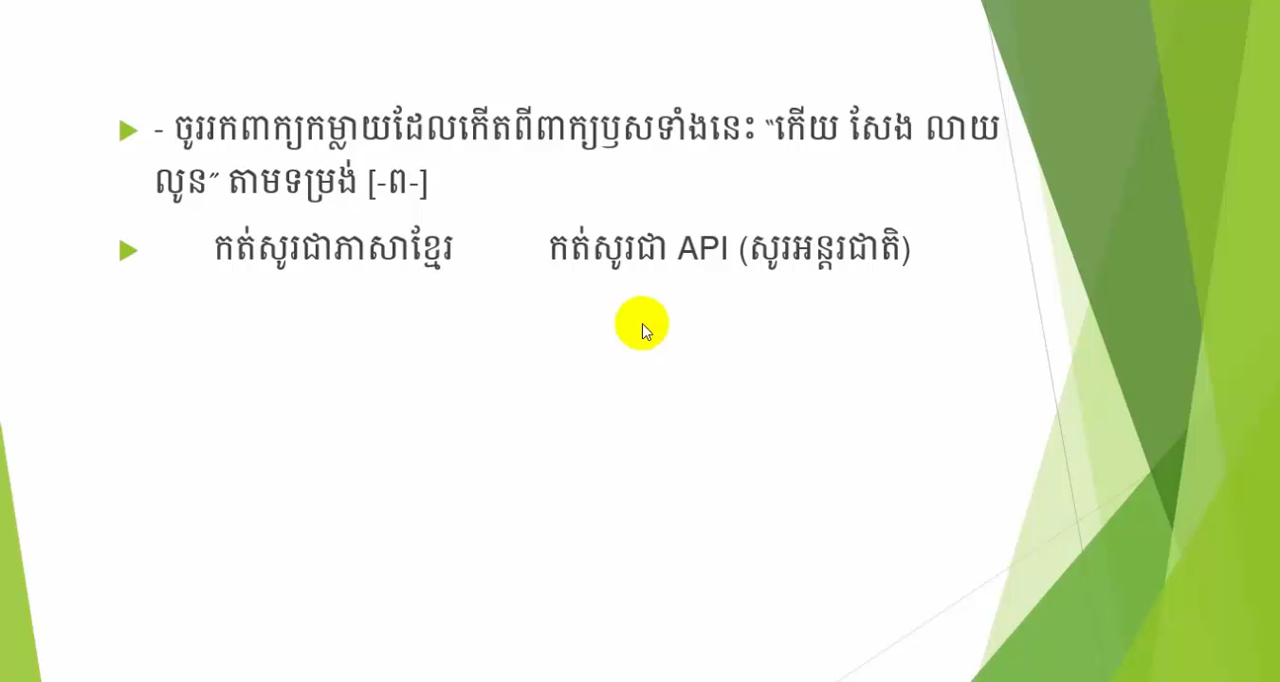 - ចូររកពាក្យកម្លាយដែលកើតពីពាក្យឫសទាំងនេះ “កើយ សែង លាយ
លូន” តាមទម្រង់ [-ព-]
កត់សូរជាភាសាខ្មែរ កត់សូរជា API (សូរអន្តរជាតិ)